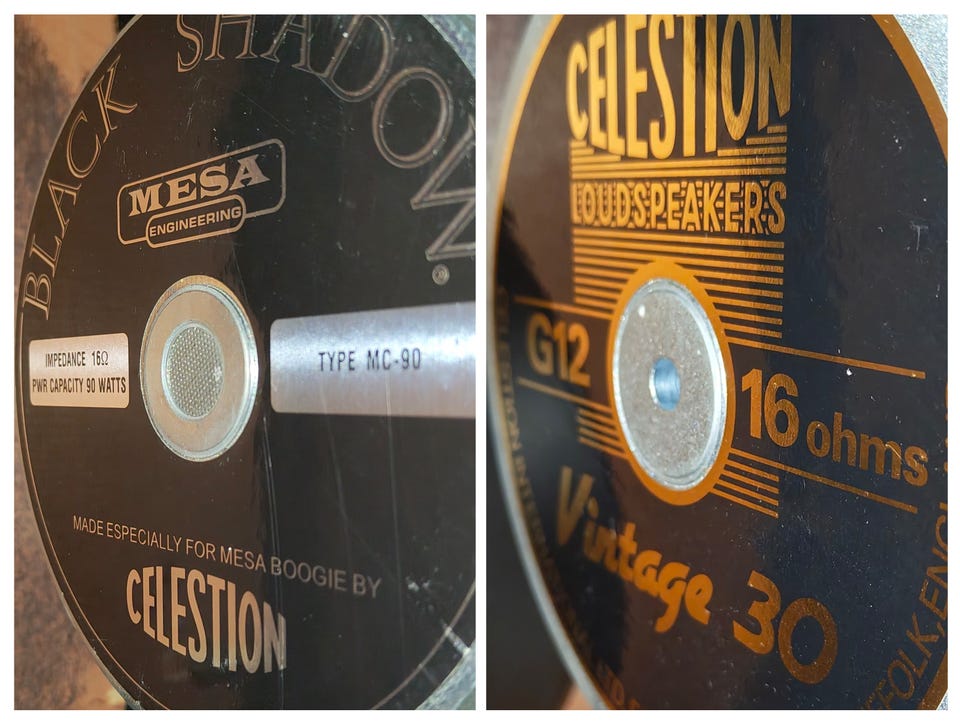 BLACK SHADOW
MESA
ENGINEERING
IMPEDANCE 16Ω
PWR CAPACITY 90 WATTS
TYPE MC-90
MADE ESPECIALLY FOR MESA BOOGIE BY
CELESTION
CELESTION
LOUDSPEAKERS
G12
16 ohms
Vintage 30